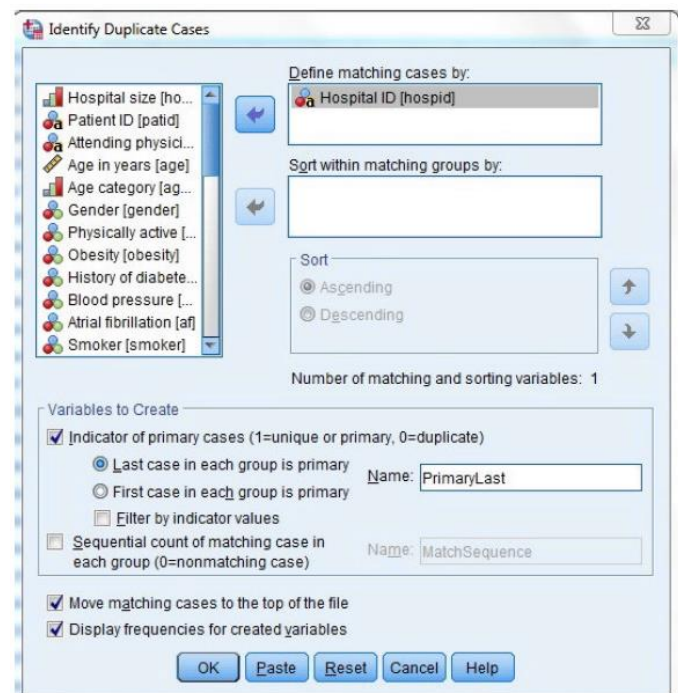 Identify Duplicate Cases
Hospital size [ho...
Patient ID [patid]
Attending physici...
Age in years [age]
Age category [ag...
Gender [gender]
Physically active [...
Obesity [obesity]
History of diabete...
Blood pressure [...
Atrial fibrillation [af]
Smoker [smoker]
Define matching cases by:
Hospital ID [hospid]
Sort within matching groups by:
Sort
Ascending
Descending
Number of matching and sorting variables: 1
Variables to Create
Indicator of primary cases (1=unique or primary, 0=duplicate)
Last case in each group is primary
First case in each group is primary
Name: PrimaryLast
Filter by indicator values
Sequential count of matching case in
each group (0=nonmatching case)
Name: MatchSequence
Move matching cases to the top of the file
Display frequencies for created variables
OK Paste Reset Cancel Help